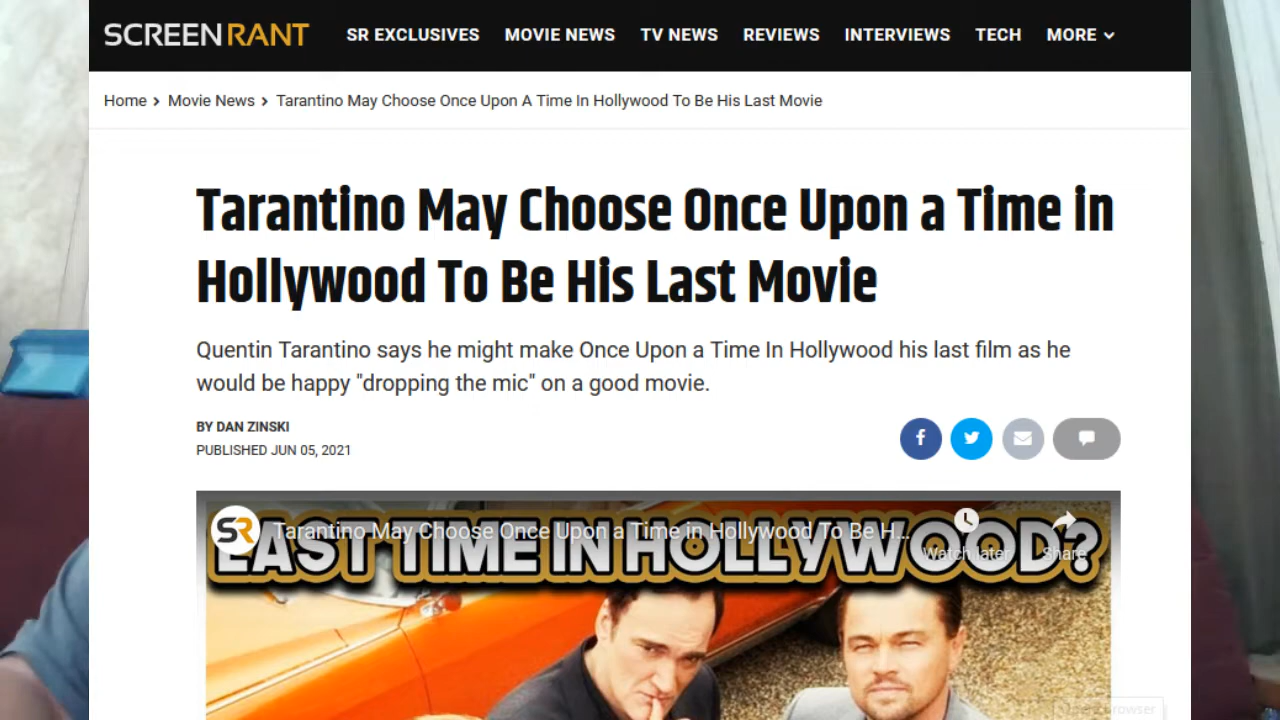 SCREENRANT
SR EXCLUSIVES MOVIE NEWS TV NEWS REVIEWS INTERVIEWS TECH MORE
Home > Movie News > Tarantino May Choose Once Upon A Time In Hollywood To Be His Last Movie
Tarantino May Choose Once Upon a Time in
Hollywood To Be His Last Movie
Quentin Tarantino says he might make Once Upon a Time In Hollywood his last film as he
would be happy "dropping the mic" on a good movie.
BY DAN ZINSKI
PUBLISHED JUN 05, 2021
SR
Tarantino May Choose Once Upon a Time in Hollywood To Be H...
Watch later Share
LAST TIME IN HOLLYWOOD?